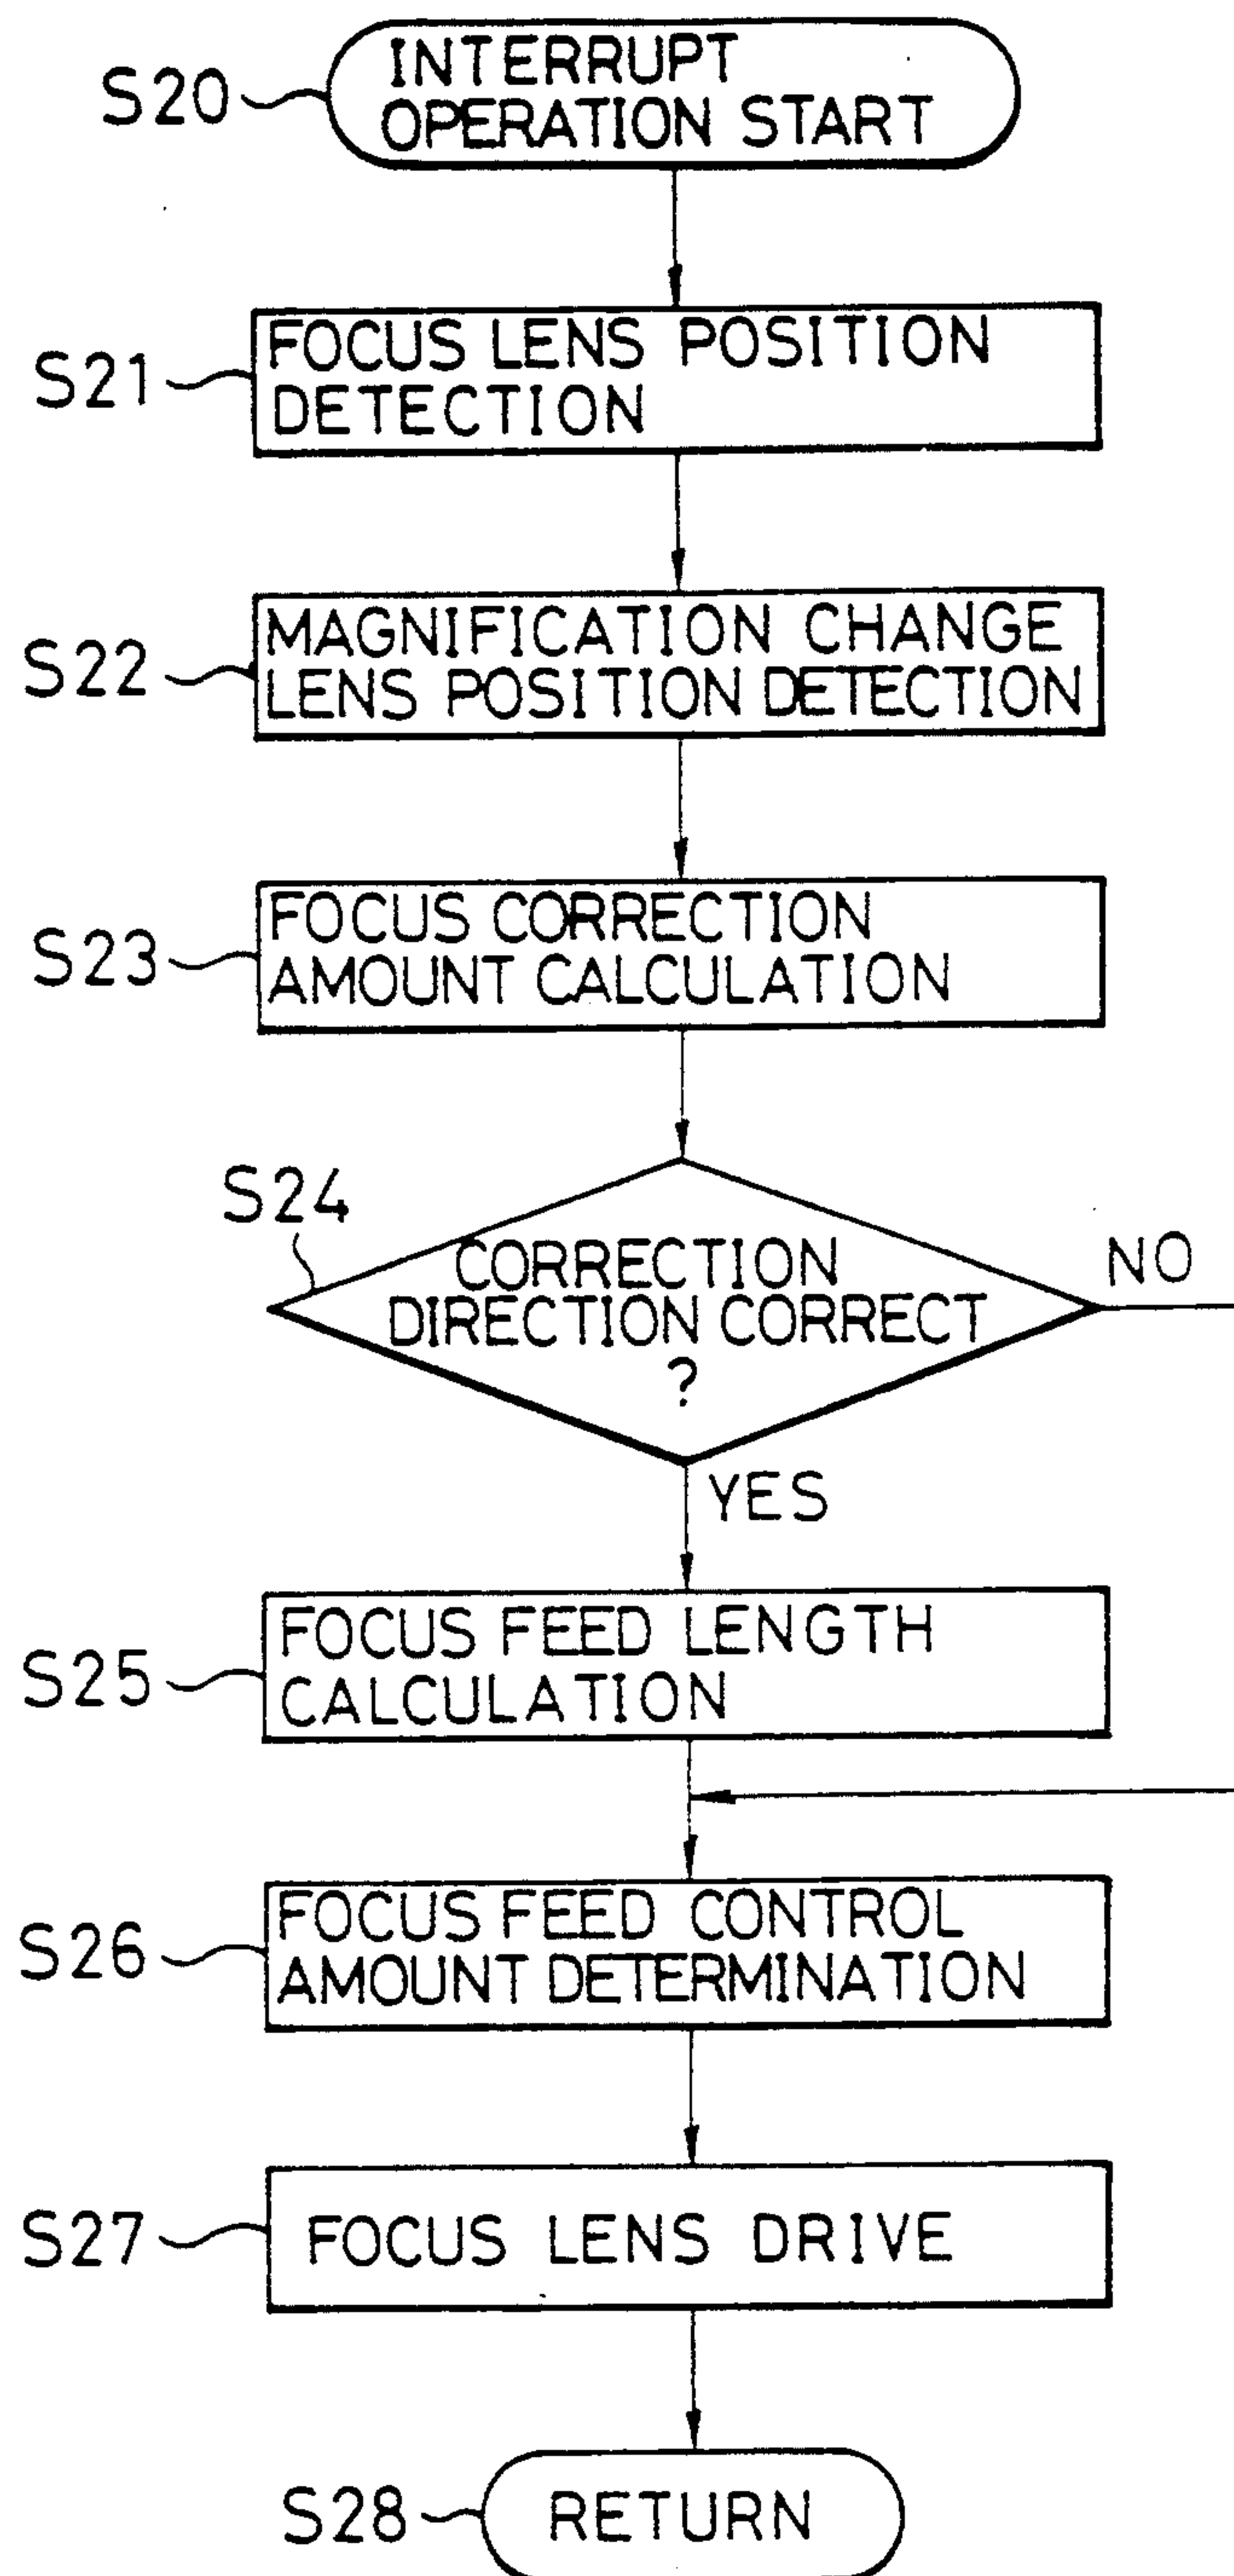 S20
INTERRUPT
OPERATION START
S21
FOCUS LENS POSITION
DETECTION
S22
MAGNIFICATION CHANGE
LENS POSITION DETECTION
S23
FOCUS CORRECTION
AMOUNT CALCULATION
S24
CORRECTION
DIRECTION CORRECT
?
NO
YES
S25
FOCUS FEED LENGTH
CALCULATION
S26
FOCUS FEED CONTROL
AMOUNT DETERMINATION
S27
FOCUS LENS DRIVE
S28
RETURN